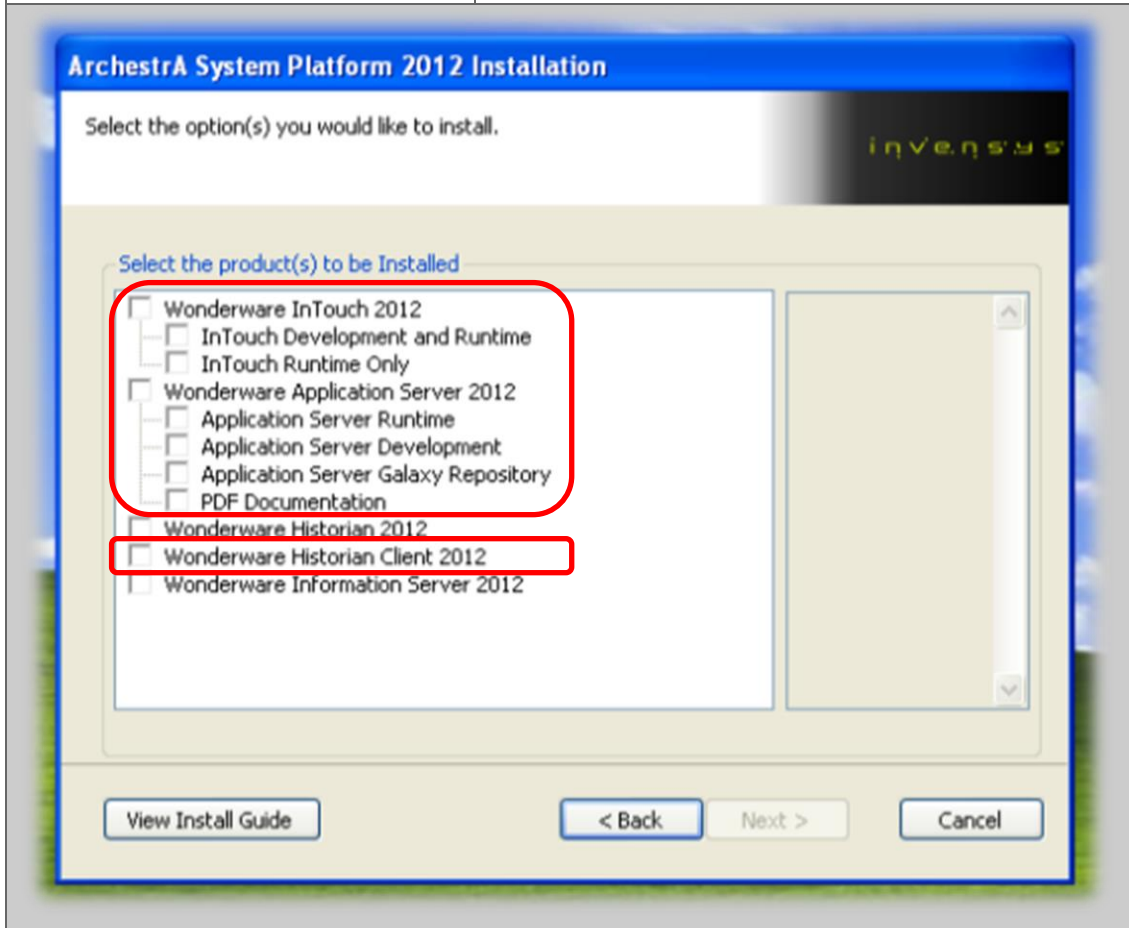 ArchestrA System Platform 2012 Installation
Select the option(s) you would like to install.
invensys
Select the product(s) to be Installed
Wonderware InTouch 2012
InTouch Development and Runtime
InTouch Runtime Only
Wonderware Application Server 2012
Application Server Runtime
Application Server Development
Application Server Galaxy Repository
PDF Documentation
Wonderware Historian 2012
Wonderware Historian Client 2012
Wonderware Information Server 2012
View Install Guide
< Back
Next >
Cancel